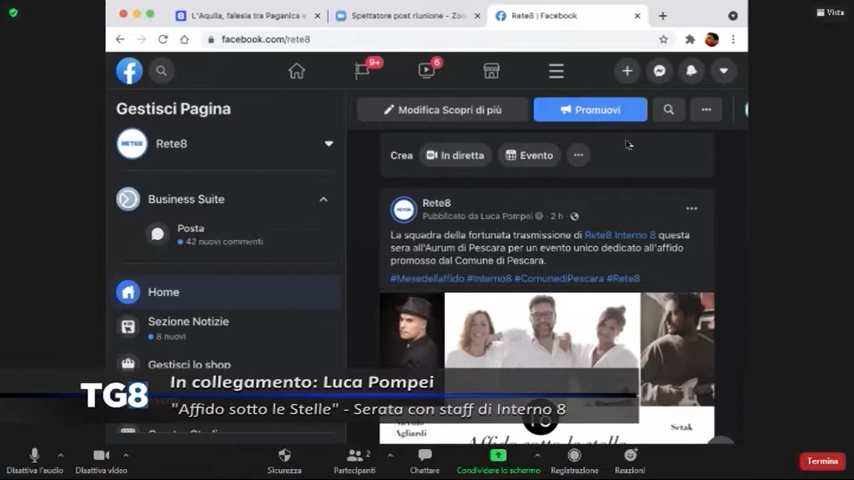 Vista
L'Aquila, falesia tra Paganica e
Spettatore post riunione - Zoo
Rete8 | Facebook
facebook.com/rete8
9+
6
Gestisci Pagina
Modifica Scopri di più
Promuovi
Rete8
Crea
In diretta
Evento
Business Suite
Posta
42 nuovi commenti
Rete8
Pubblicato da Luca Pompei
· 2 h ·
La squadra della fortunata trasmissione di Rete8 Interno 8 questa
sera all'Aurum di Pescara per un evento unico dedicato all'affido
promosso dal Comune di Pescara.
#Mesedellaffido #Interno8 #ComunediPescara #Rete8
Home
Sezione Notizie
8 nuovi
Gestisci lo shop
TG8
In collegamento: Luca Pompei
"Affido sotto le Stelle" - Serata con staff di Interno 8
Agliardi
Affido sotto le stelle
Setak
Disattiva l'audio
Disattiva video
Sicurezza
Partecipanti
2
Chattare
Condividere lo schermo
Registrazione
Reazioni
Termina